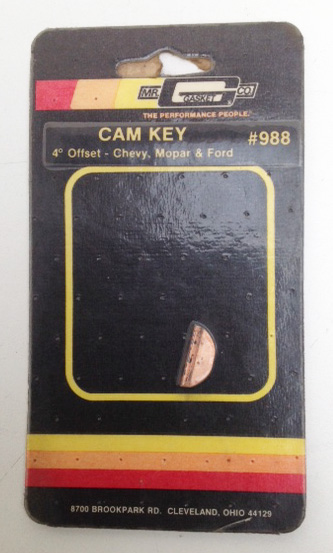 MR. GASKET CO.
THE PERFORMANCE PEOPLE.
CAM KEY #988
4° Offset - Chevy, Mopar & Ford
8700 BROOKPARK RD. CLEVELAND, OHIO 44129